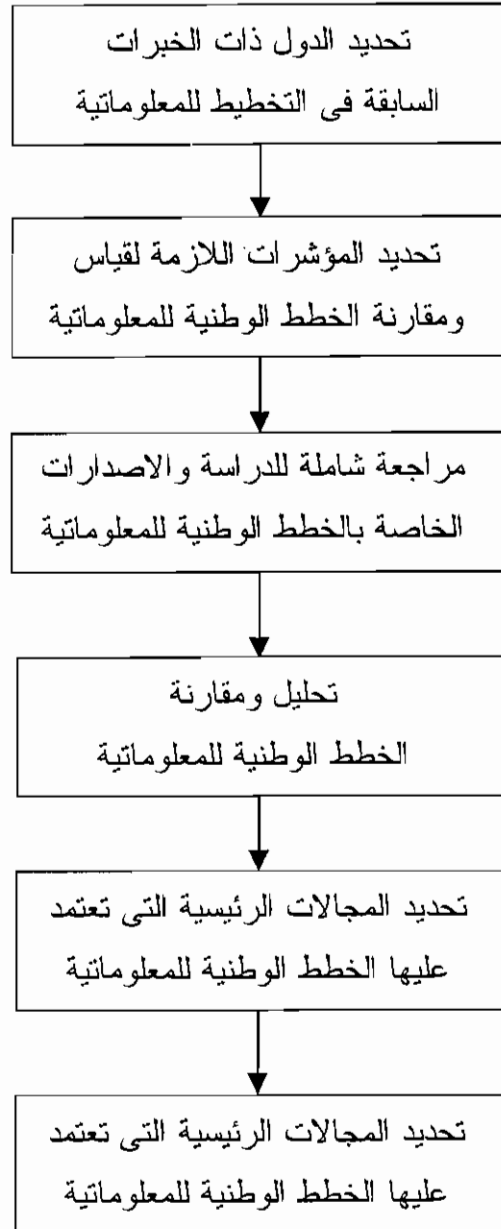 تحديد الدول ذات الخبرات
السابقة فى التخطيط للمعلوماتية
تحديد المؤشرات اللازمة لقياس
ومقارنة الخطط الوطنية للمعلوماتية
مراجعة شاملة للدراسة والاصدارات
الخاصة بالخطط الوطنية للمعلوماتية
تحليل ومقارنة
الخطط الوطنية للمعلوماتية
تحديد المجالات الرئيسية التى تعتمد
عليها الخطط الوطنية للمعلوماتية
تحديد المجالات الرئيسية التى تعتمد
عليها الخطط الوطنية للمعلوماتية